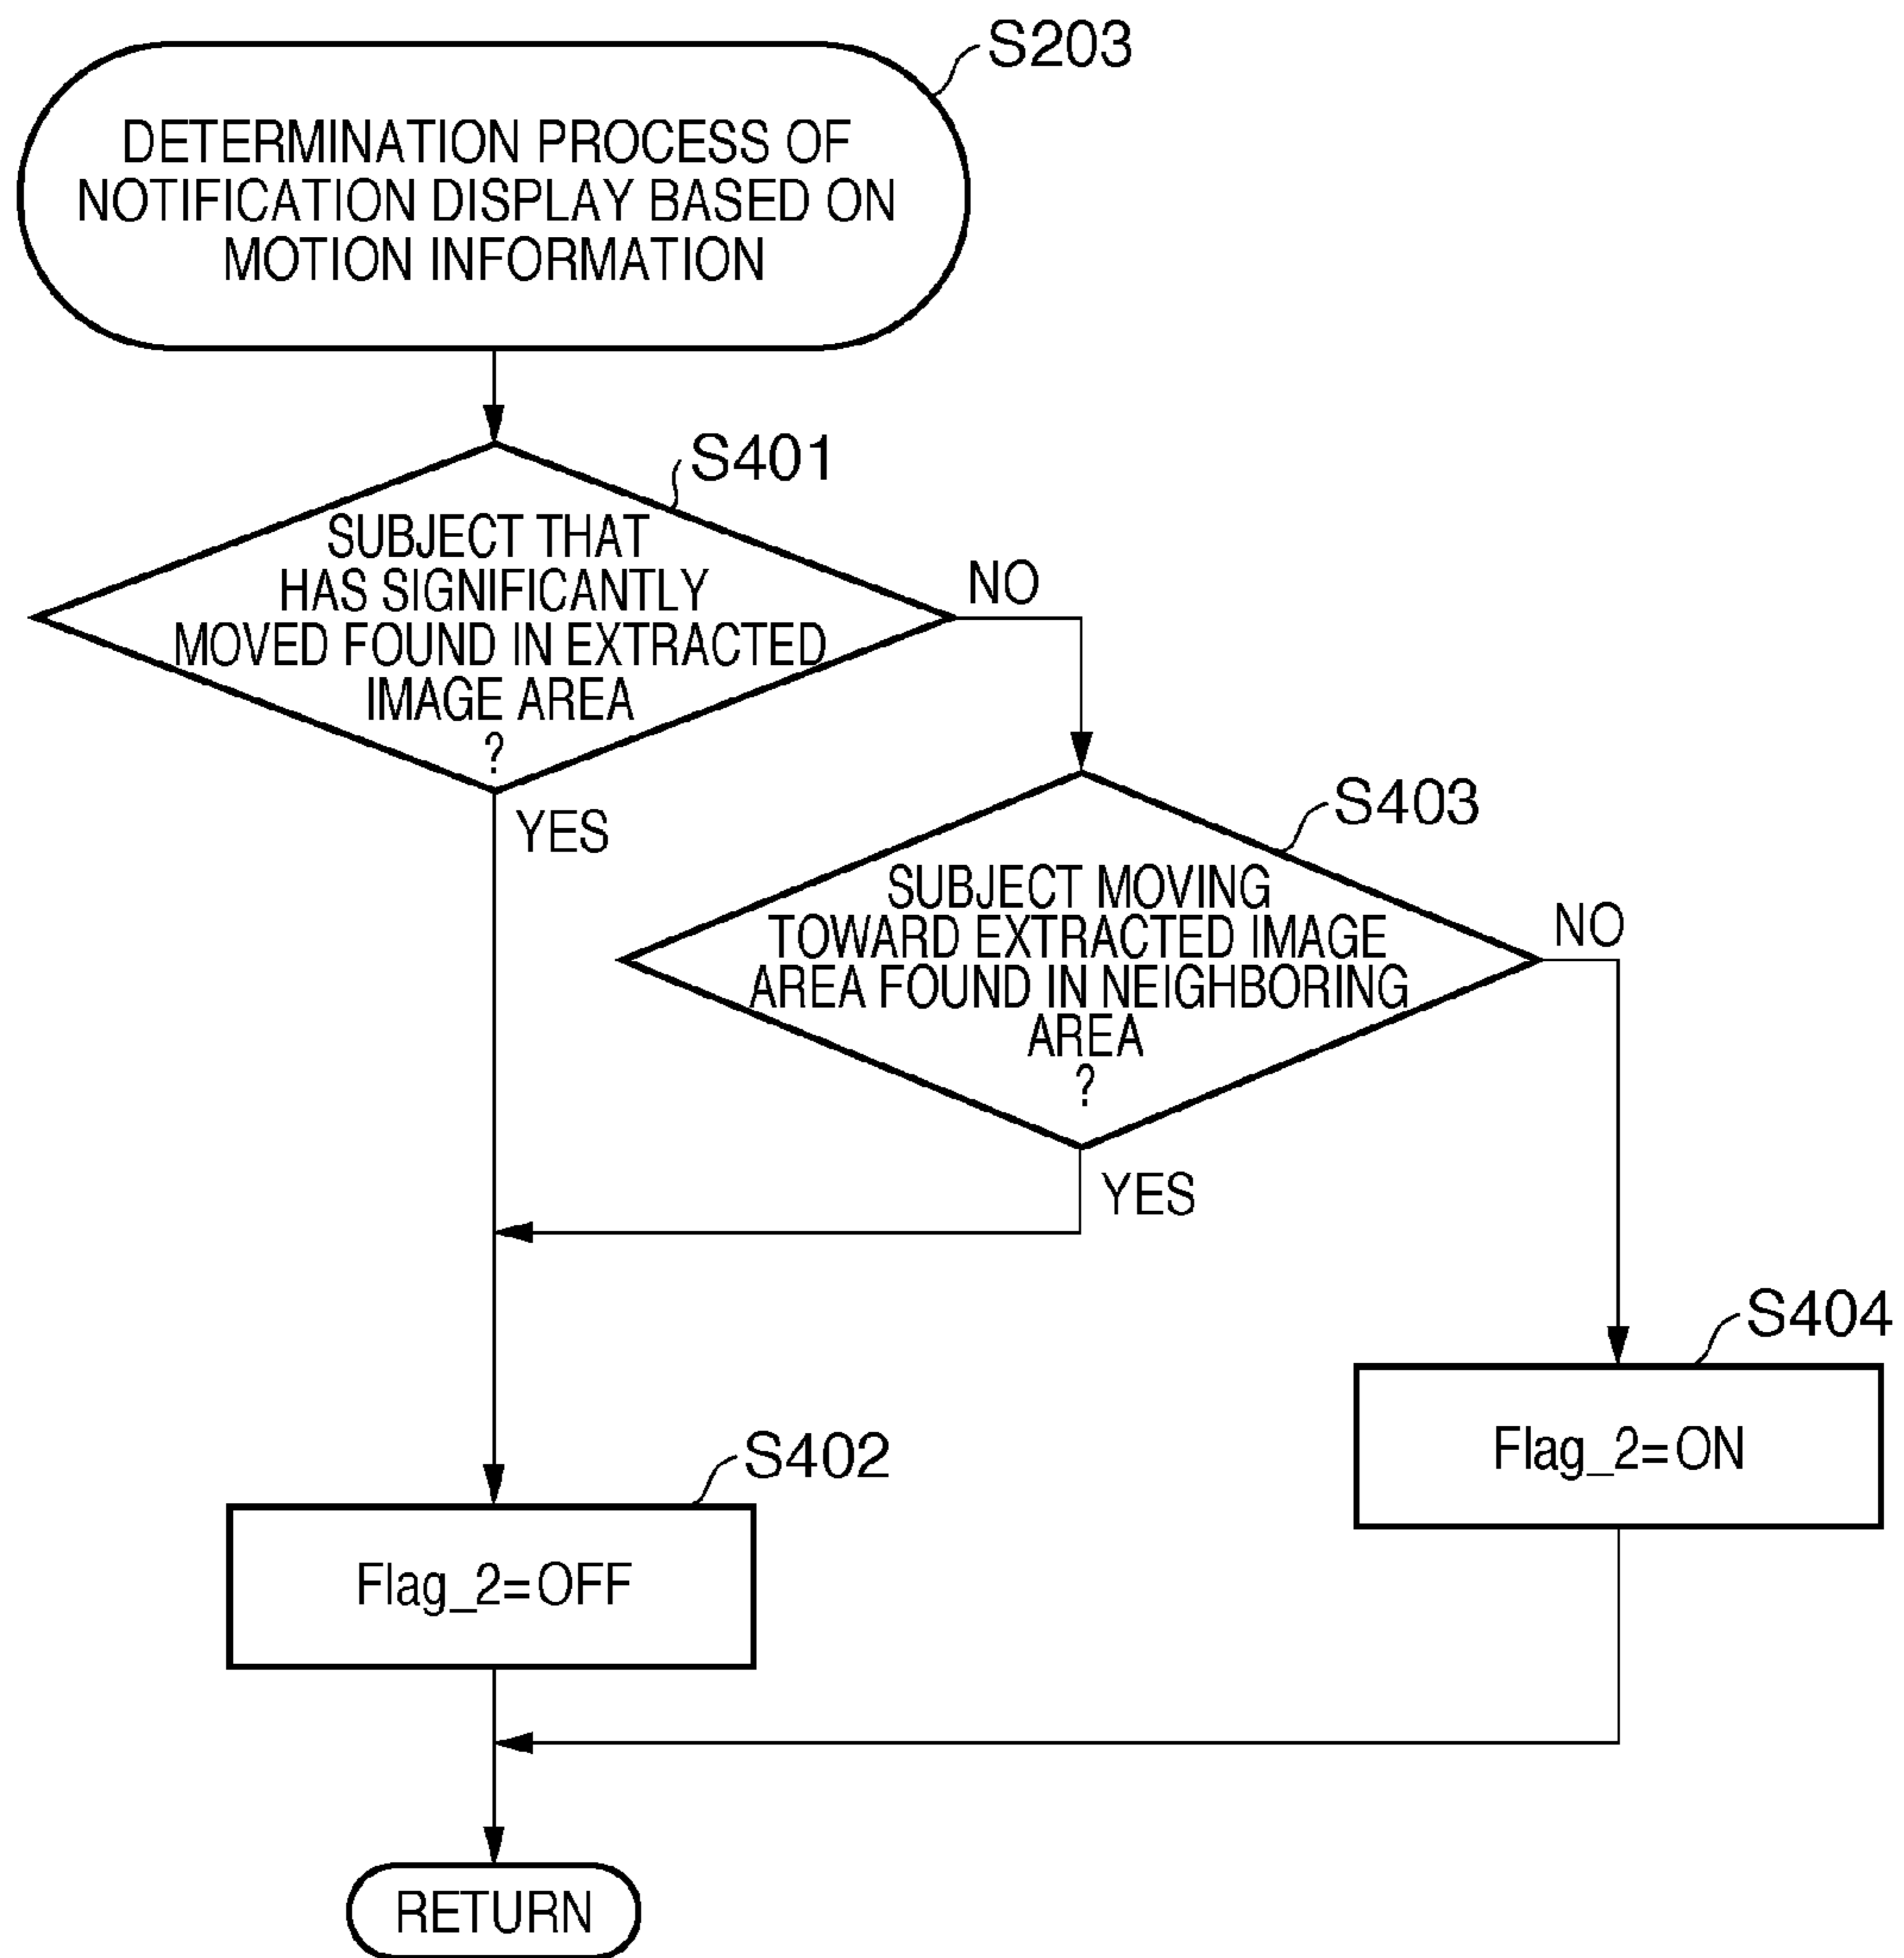 S203
DETERMINATION PROCESS OF
NOTIFICATION DISPLAY BASED ON
MOTION INFORMATION
S401
SUBJECT THAT
HAS SIGNIFICANTLY
MOVED FOUND IN EXTRACTED
IMAGE AREA
?
NO
YES
S403
SUBJECT MOVING
TOWARD EXTRACTED IMAGE
AREA FOUND IN NEIGHBORING
AREA
?
NO
YES
S404
Flag_2=ON
S402
Flag_2=OFF
RETURN